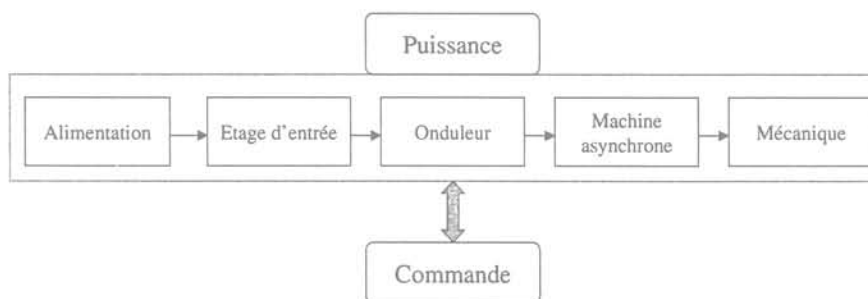 Puissance
Alimentation
Etage d'entrée
Onduleur
Machine
asynchrone
Mécanique
Commande